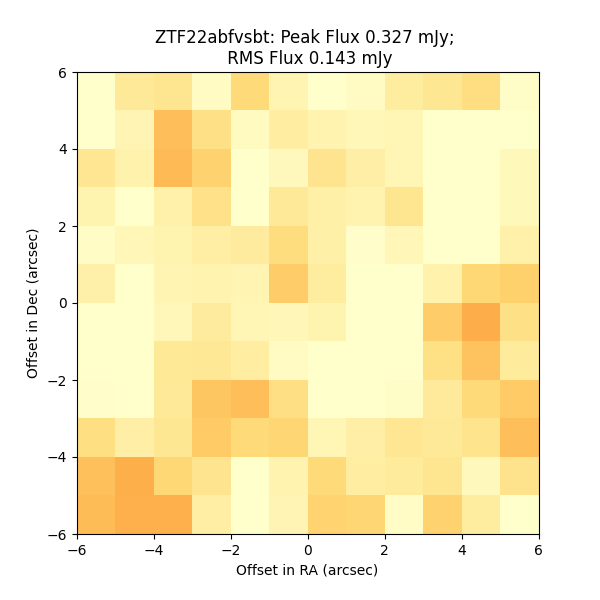 ZTF22abfvsbt: Peak Flux 0.327 mJy;
RMS Flux 0.143 mJy
6
4
2
0
−2
−4
−6
Offset in Dec (arcsec)
−6 −4 −2 0 2 4 6
Offset in RA (arcsec)